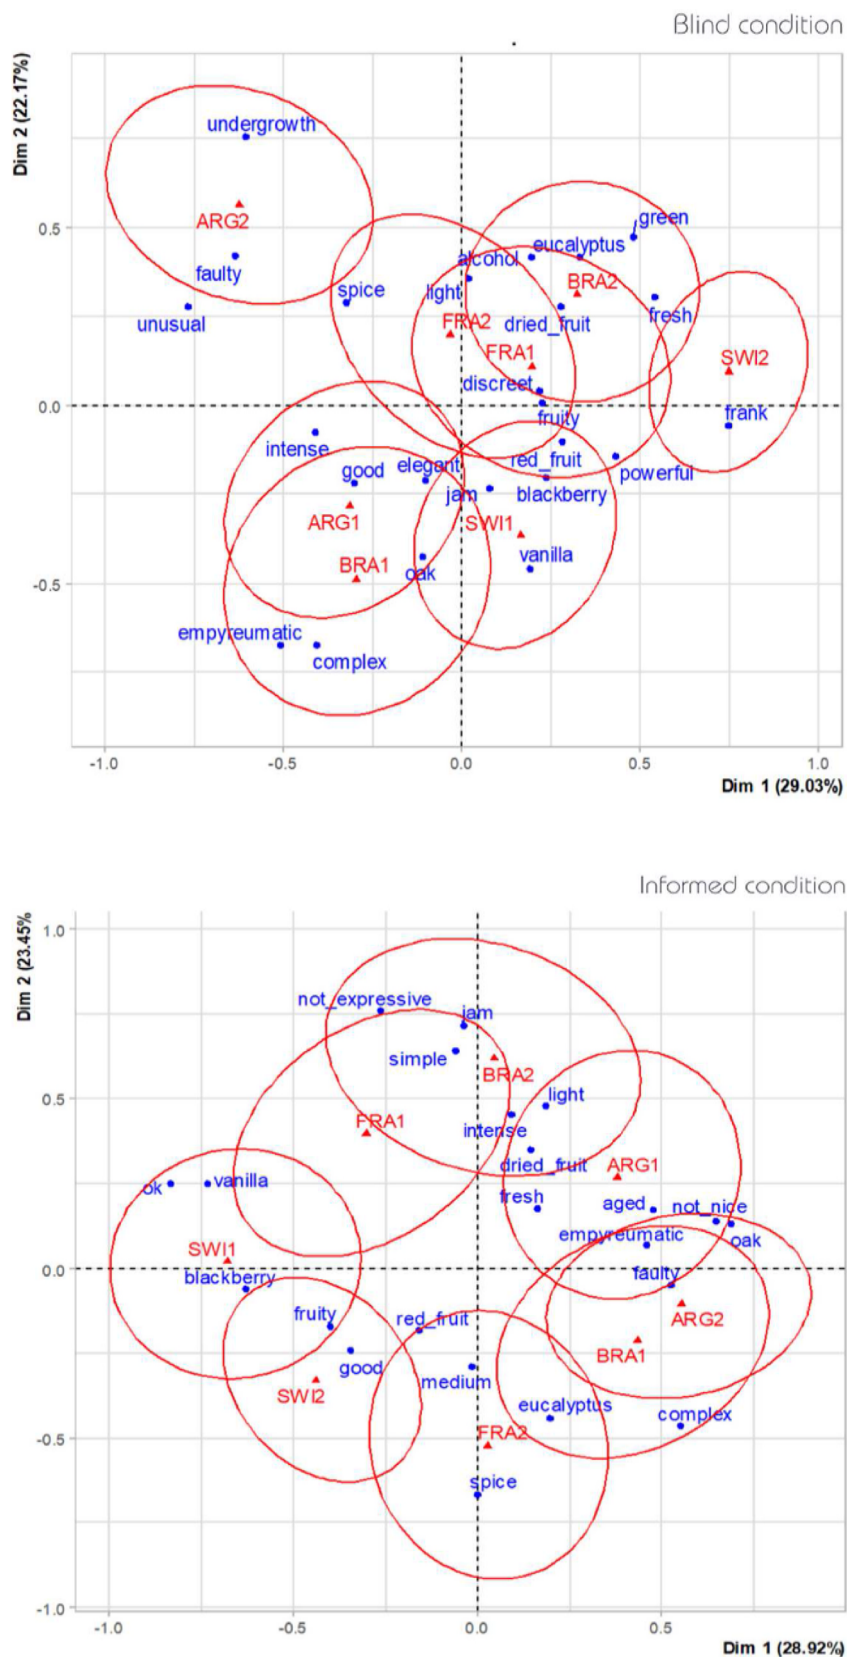 Blind condition
Dim 2 (22.17%)
undergrowth
ARG2
green
0.5
eucalyptus
alcohol
faulty
BRA2
spice
light
unusual
FRA2
dried_fruit
fresh
FRA1
SWI2
discreet
0.0
fruity
frank
intense
elegant
red_fruit
good
powerful
jam
blackberry
ARG1
SWI1
vanilla
BRA1
oak
-0.5
empyreumatic
complex
-1.0
-0.5
0.0
0.5
1.0
Dim 1 (29.03%)
Informed condition
Dim 2 (23.45%
1.0
not_expressive
jam
simple
BRA2
0.5
light
FRA1
intense
dried_fruit
ARG1
ok
vanilla
fresh
aged
not_nice
empyreumatic
oak
SWI1
0.0
blackberry
faulty
fruity
red_fruit
ARG2
BRA1
good
medium
SWI2
eucalyptus
complex
FRA2
-0.5
spice
-1.0
-1.0
-0.5
0.0
0.5
Dim 1 (28.92%)